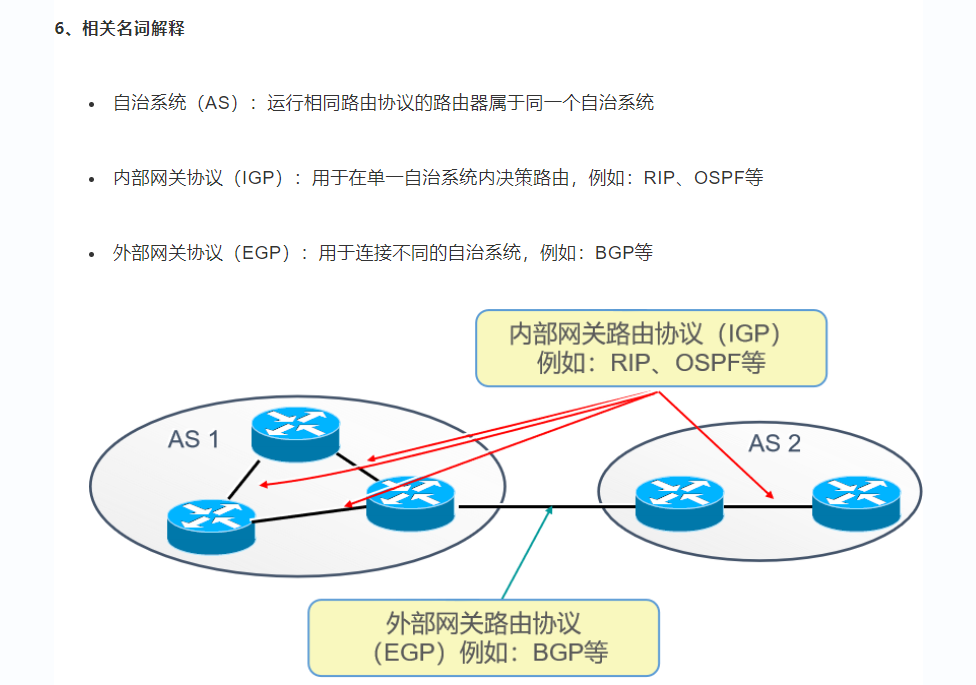 6、相关名词解释
自治系统（AS）：运行相同路由协议的路由器属于同一个自治系统
内部网关协议（IGP）：用于在单一自治系统内决策路由，例如：RIP、OSPF等
外部网关协议（EGP）：用于连接不同的自治系统，例如：BGP等
内部网关路由协议（IGP）
例如：RIP、OSPF等
AS 1
AS 2
外部网关路由协议
（EGP）例如：BGP等